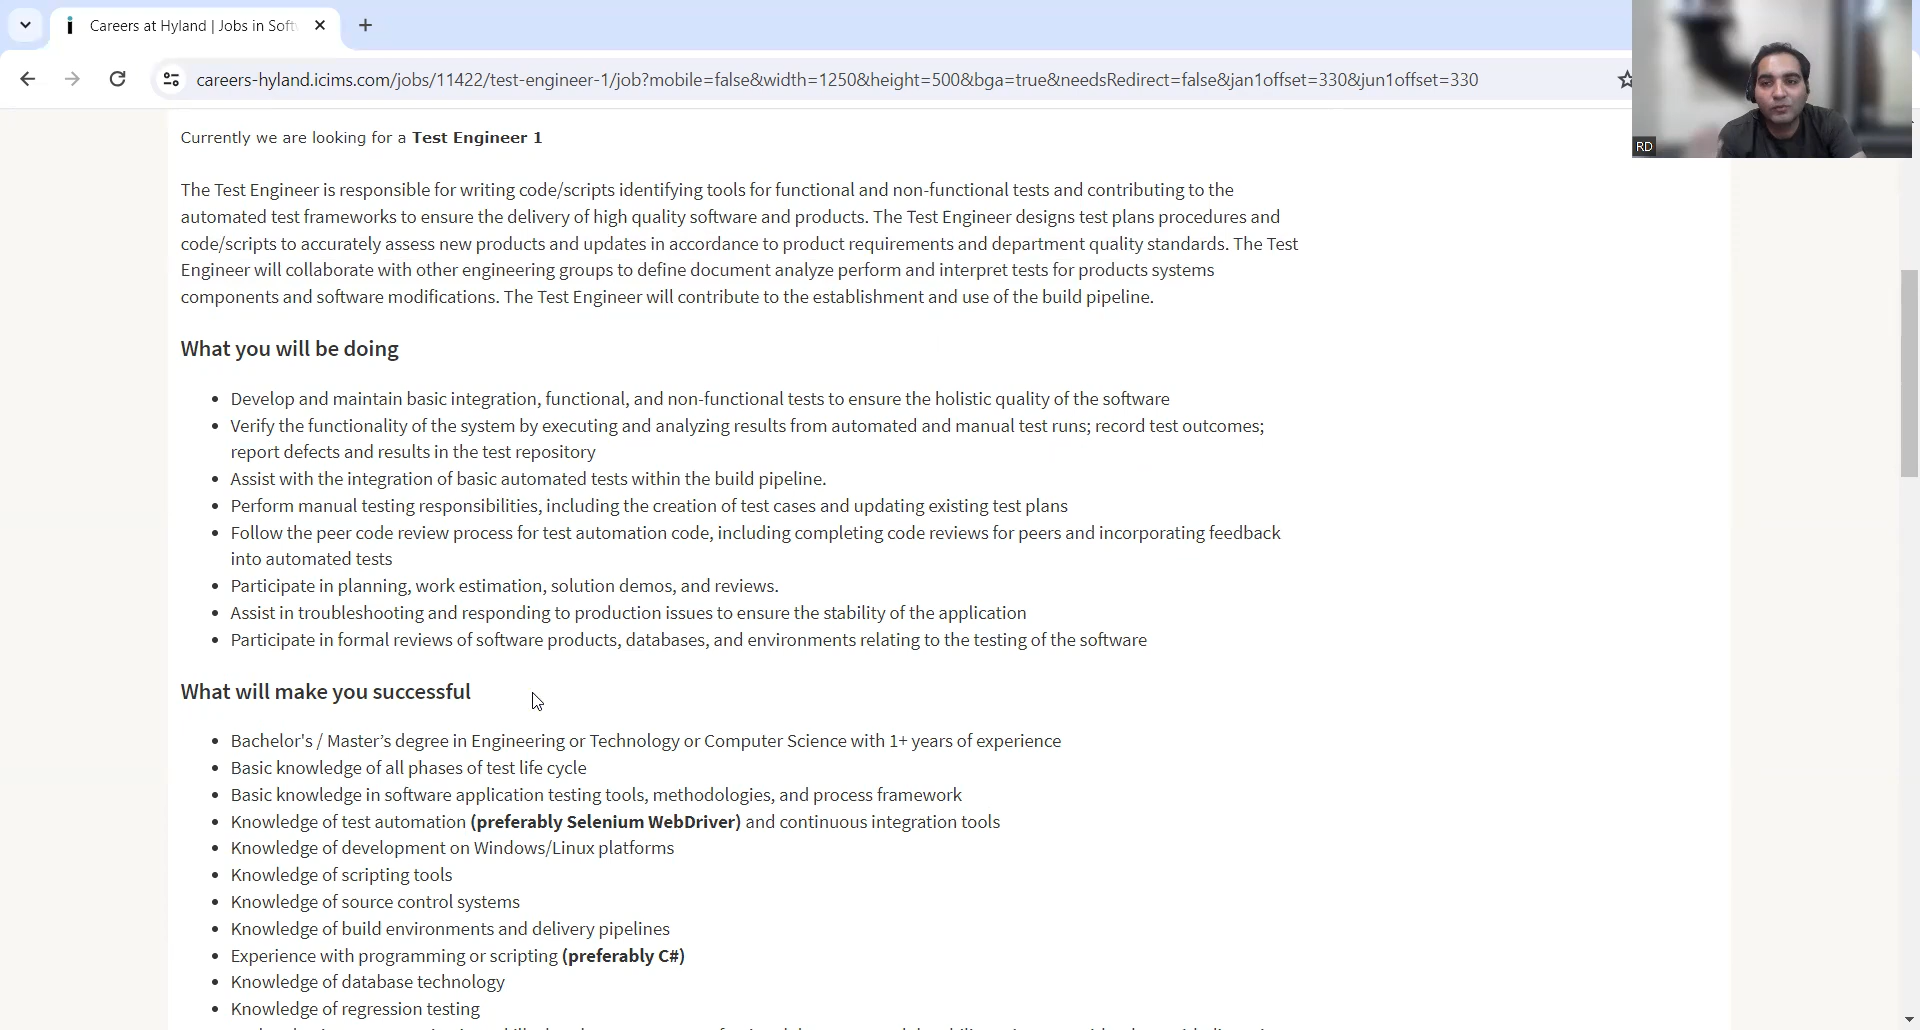 Careers at Hyland | Jobs in Soft
careers-hyland.icims.com/jobs/11422/test-engineer-1/job?mobile=false&width=1250&height=500&bga=true&needsRedirect=false&jan1offset=330&jun1offset=330
RD
Currently we are looking for a Test Engineer 1
The Test Engineer is responsible for writing code/scripts identifying tools for functional and non-functional tests and contributing to the
automated test frameworks to ensure the delivery of high quality software and products. The Test Engineer designs test plans procedures and
code/scripts to accurately assess new products and updates in accordance to product requirements and department quality standards. The Test
Engineer will collaborate with other engineering groups to define document analyze perform and interpret tests for products systems
components and software modifications. The Test Engineer will contribute to the establishment and use of the build pipeline.
What you will be doing
• Develop and maintain basic integration, functional, and non-functional tests to ensure the holistic quality of the software
• Verify the functionality of the system by executing and analyzing results from automated and manual test runs; record test outcomes;
report defects and results in the test repository
• Assist with the integration of basic automated tests within the build pipeline.
• Perform manual testing responsibilities, including the creation of test cases and updating existing test plans
• Follow the peer code review process for test automation code, including completing code reviews for peers and incorporating feedback
into automated tests
• Participate in planning, work estimation, solution demos, and reviews.
• Assist in troubleshooting and responding to production issues to ensure the stability of the application
• Participate in formal reviews of software products, databases, and environments relating to the testing of the software
What will make you successful
• Bachelor's / Master’s degree in Engineering or Technology or Computer Science with 1+ years of experience
• Basic knowledge of all phases of test life cycle
• Basic knowledge in software application testing tools, methodologies, and process framework
• Knowledge of test automation (preferably Selenium WebDriver) and continuous integration tools
• Knowledge of development on Windows/Linux platforms
• Knowledge of scripting tools
• Knowledge of source control systems
• Knowledge of build environments and delivery pipelines
• Experience with programming or scripting (preferably C#)
• Knowledge of database technology
• Knowledge of regression testing